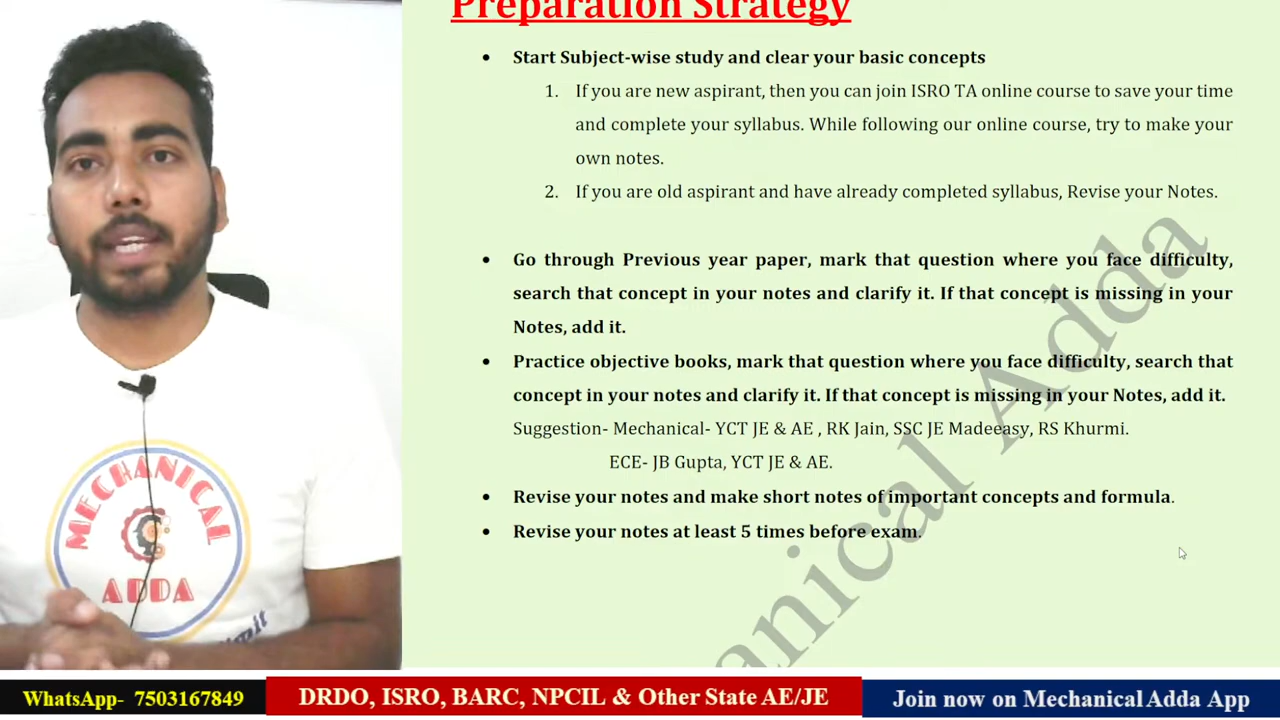 Preparation Strategy
• Start Subject-wise study and clear your basic concepts
1. If you are new aspirant, then you can join ISRO TA online course to save your time
and complete your syllabus. While following our online course, try to make your
own notes.
2. If you are old aspirant and have already completed syllabus, Revise your Notes.
• Go through Previous year paper, mark that question where you face difficulty,
search that concept in your notes and clarify it. If that concept is missing in your
Notes, add it.
• Practice objective books, mark that question where you face difficulty, search that
concept in your notes and clarify it. If that concept is missing in your Notes, add it.
Suggestion- Mechanical- YCT JE & AE , RK Jain, SSC JE Madeeasy, RS Khurmi.
ECE- JB Gupta, YCT JE & AE.
• Revise your notes and make short notes of important concepts and formula.
• Revise your notes at least 5 times before exam.
anical Adda
MECHANICAL
ADDA
WhatsApp- 7503167849
DRDO, ISRO, BARC, NPCIL & Other State AE/JE
Join now on Mechanical Adda App